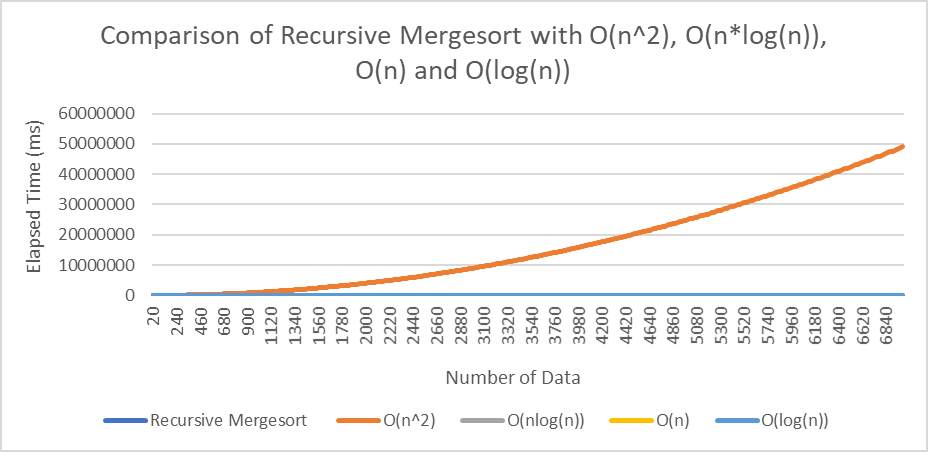 Comparison of Recursive Mergesort with O(n^2), O(n*log(n)),
O(n) and O(log(n))
Elapsed Time (ms)
60000000
50000000
40000000
30000000
20000000
10000000
0
20 240 460 680 900 1120 1340 1560 1780 2000 2220 2440 2660 2880 3100 3320 3540 3760 3980 4200 4420 4640 4860 5080 5300 5520 5740 5960 6180 6400 6620 6840
Number of Data
Recursive Mergesort O(n^2) O(nlog(n)) O(n) O(log(n))